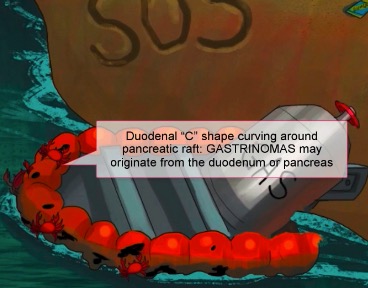 SOS
Duodenal “C” shape curving around
pancreatic raft: GASTRINOMAS may
originate from the duodenum or pancreas